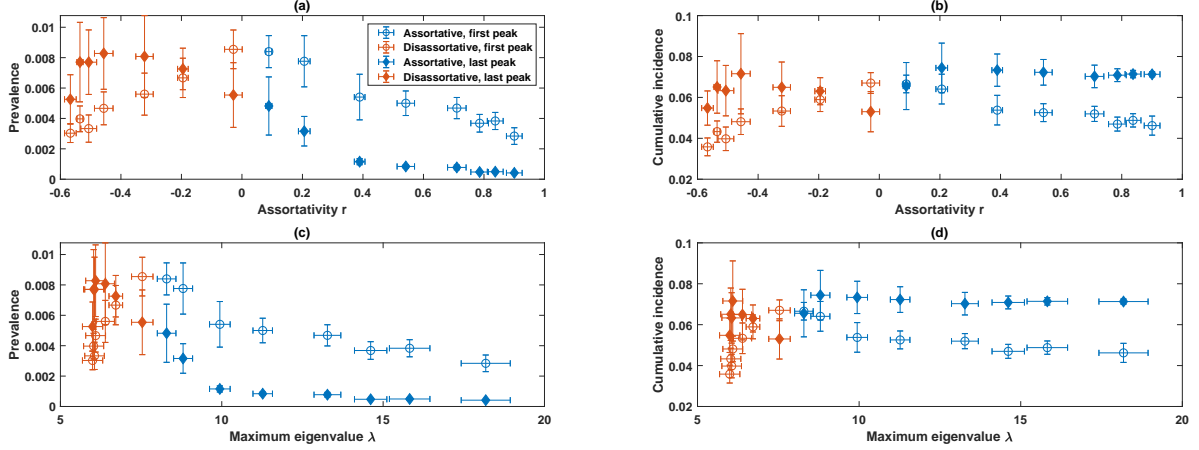 (a)
0.01
0.008
0.006
0.004
0.002
0
Prevalence
-0.6 -0.4 -0.2 0 0.2 0.4 0.6 0.8 1
Assortativity r
Assortative, first peak
Disassortative, first peak
Assortative, last peak
Disassortative, last peak
(b)
0.1
0.08
0.06
0.04
0.02
Cumulative incidence
-0.6 -0.4 -0.2 0 0.2 0.4 0.6 0.8 1
Assortativity r
(c)
0.01
0.008
0.006
0.004
0.002
0
Prevalence
5 10 15 20
Maximum eigenvalue λ
(d)
0.1
0.08
0.06
0.04
0.02
Cumulative incidence
5 10 15 20
Maximum eigenvalue λ